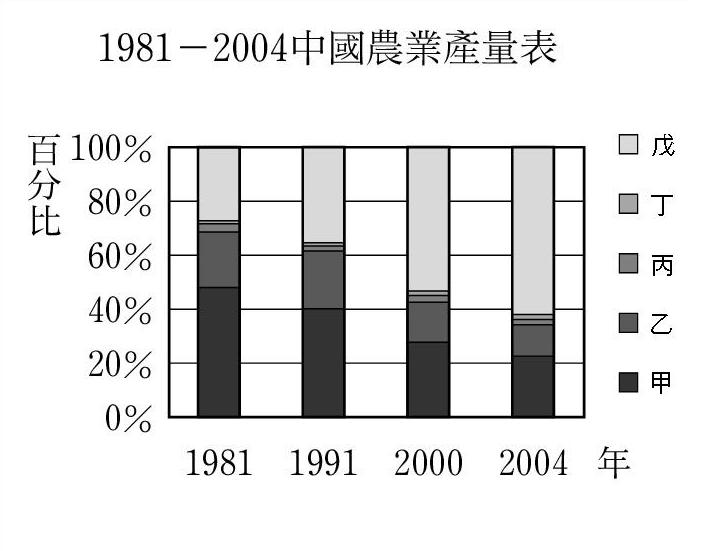 1981－2004中國農業產量表
百分比
100%
80%
60%
40%
20%
0%
1981 1991 2000 2004 年
戊
丁
丙
乙
甲